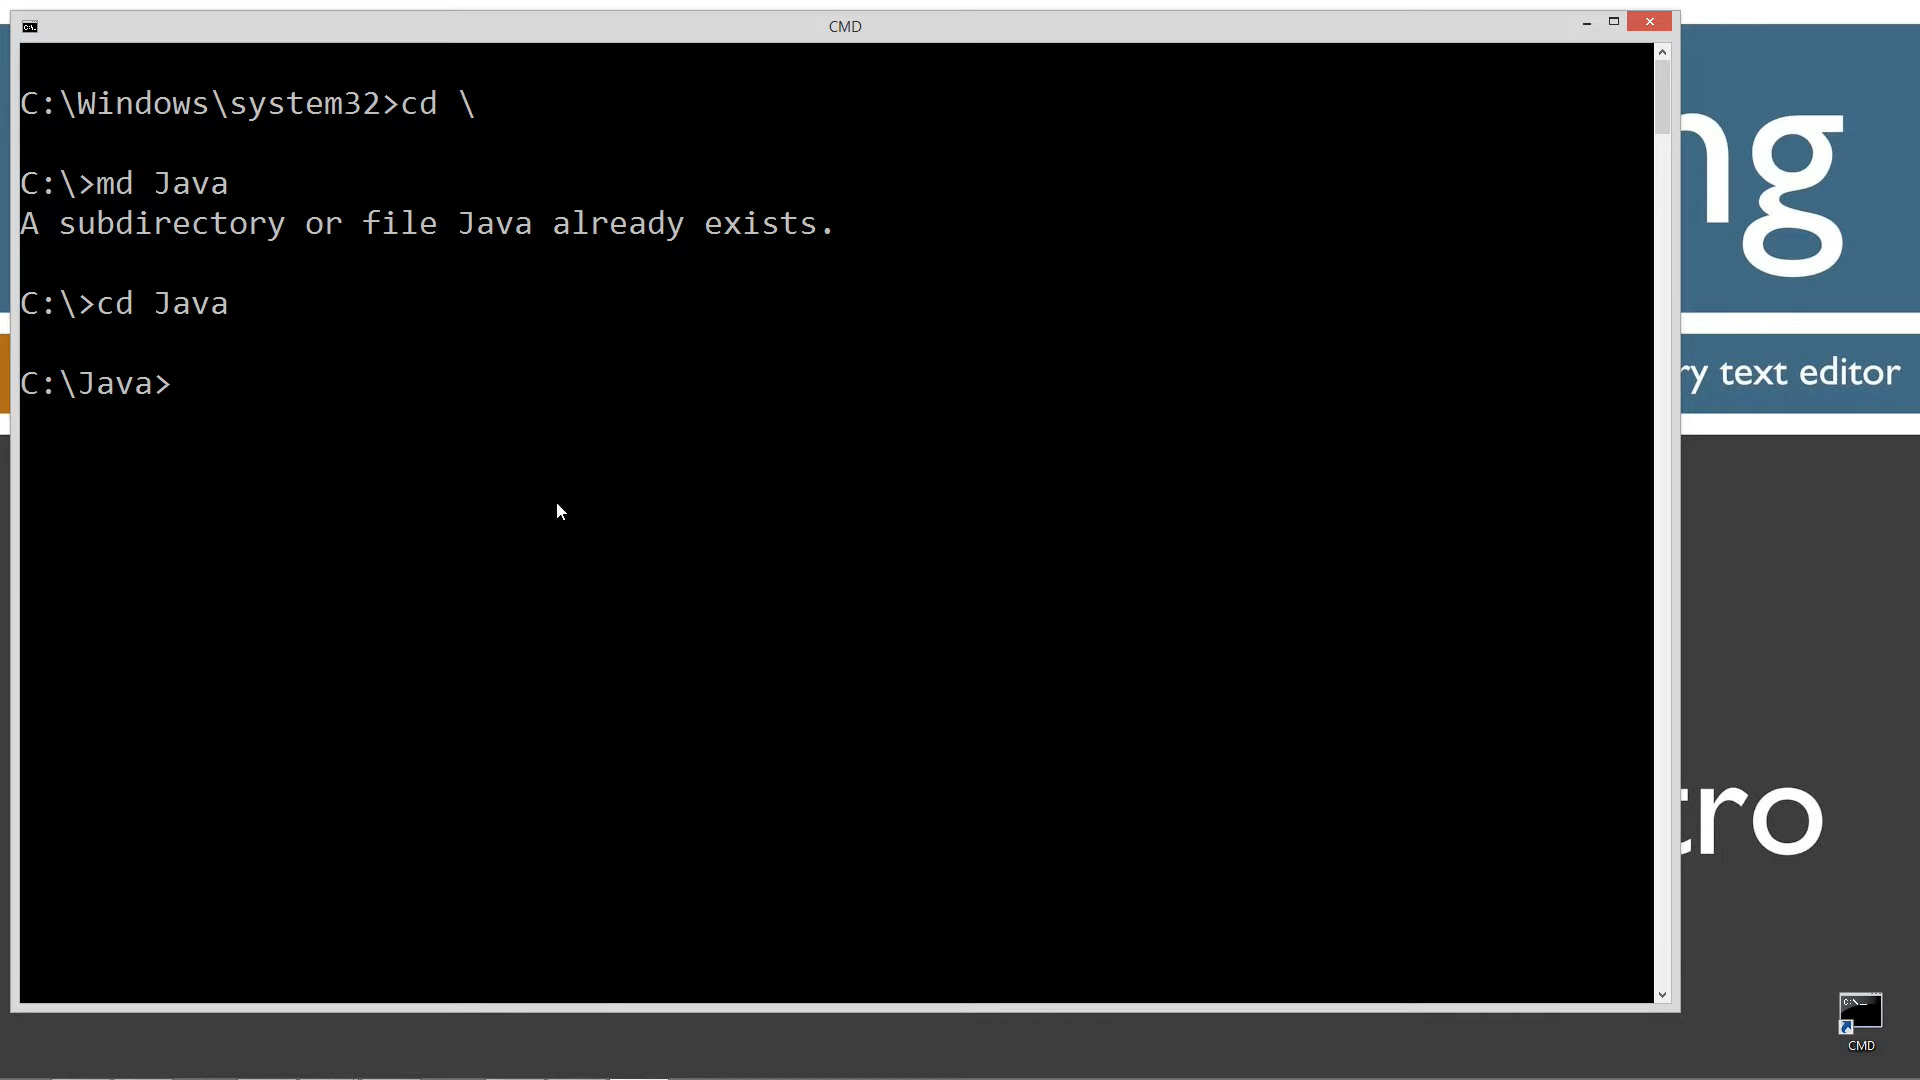 CMD
C:\Windows\system32>cd \
C:\>md Java
A subdirectory or file Java already exists.
C:\>cd Java
C:\Java>
ng
ry text editor
tro
CMD